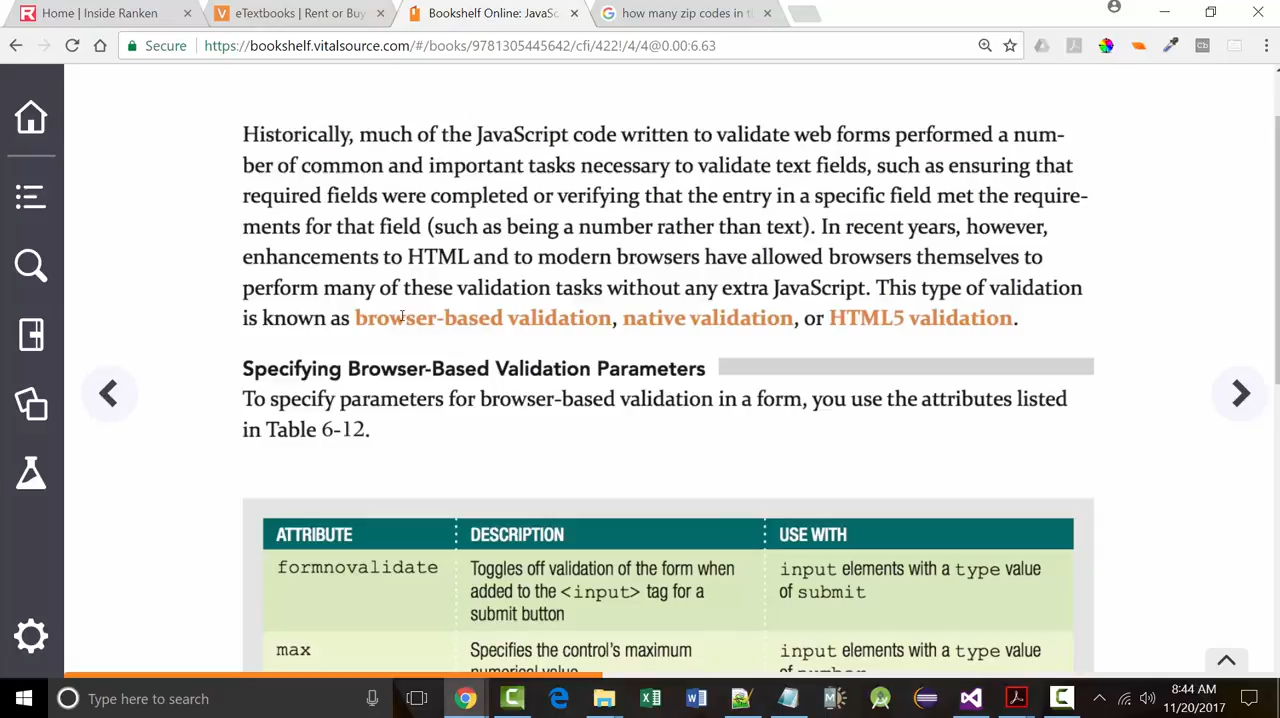 Home | Inside Ranken
eTextbooks | Rent or Buy
Bookshelf Online: JavaSc
how many zip codes in t
Secure
https://bookshelf.vitalsource.com/#/books/9781305445642/cfi/422!/4/4@0.00:6.63
Historically, much of the JavaScript code written to validate web forms performed a num-
ber of common and important tasks necessary to validate text fields, such as ensuring that
required fields were completed or verifying that the entry in a specific field met the require-
ments for that field (such as being a number rather than text). In recent years, however,
enhancements to HTML and to modern browsers have allowed browsers themselves to
perform many of these validation tasks without any extra JavaScript. This type of validation
is known as browser-based validation, native validation, or HTML5 validation.
Specifying Browser-Based Validation Parameters
To specify parameters for browser-based validation in a form, you use the attributes listed
in Table 6-12.
ATTRIBUTE DESCRIPTION USE WITH
formnovalidate Toggles off validation of the form when input elements with a type value
added to the <input> tag for a of submit
submit button
max Specifies the control's maximum input elements with a type value
numerical value of number
Type here to search
8:44 AM
11/20/2017